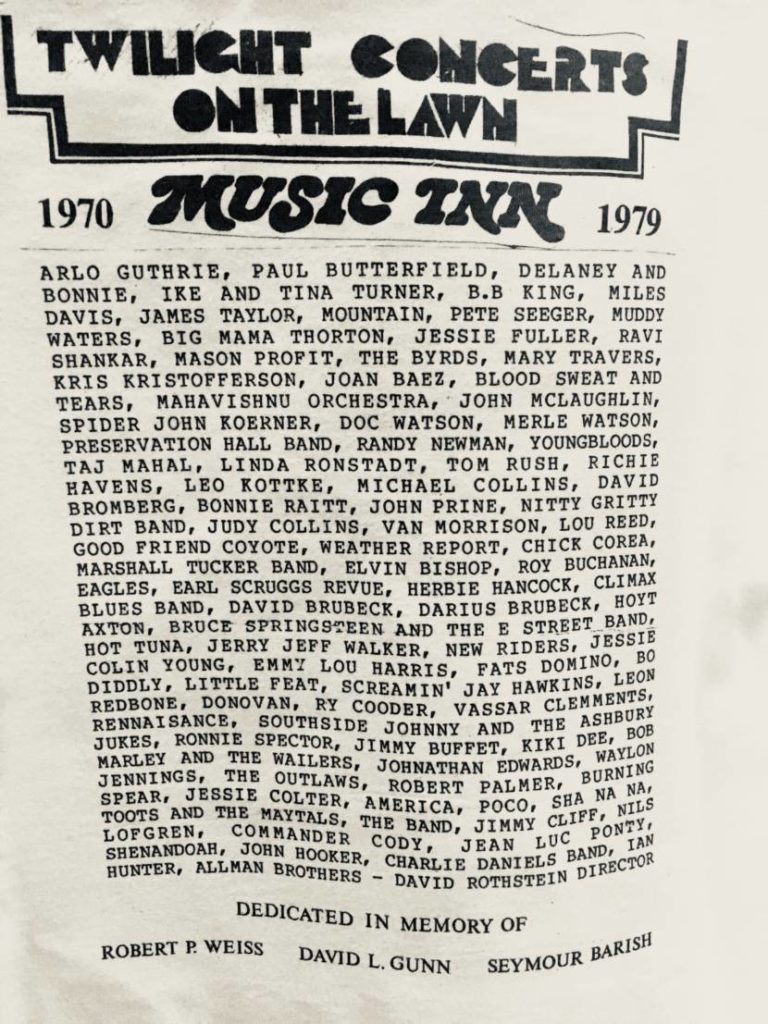 TWILIGHT CONCERTS
ON THE LAWN
1970 MUSIC INN 1979
ARLO GUTHRIE, PAUL BUTTERFIELD, DELANEY AND
BONNIE, IKE AND TINA TURNER, B.B KING, MILES
DAVIS, JAMES TAYLOR, MOUNTAIN, PETE SEEGER, MUDDY
WATERS, BIG MAMA THORTON, JESSIE FULLER, RAVI
SHANKAR, MASON PROFIT, THE BYRDS, MARY TRAVERS,
KRIS KRISTOFFERSON, JOAN BAEZ, BLOOD SWEAT AND
TEARS, MAHAVISHNU ORCHESTRA, JOHN MCLAUGHLIN,
SPIDER JOHN KOERNER, DOC WATSON, MERLE WATSON,
PRESERVATION HALL BAND, RANDY NEWMAN, YOUNGBLOODS,
TAJ MAHAL, LINDA RONSTADT, TOM RUSH, RICHIE
HAVENS, LEO KOTTKE, MICHAEL COLLINS, DAVID
BROMBERG, BONNIE RAITT, JOHN PRINE, NITTY GRITTY
DIRT BAND, JUDY COLLINS, VAN MORRISON, LOU REED,
GOOD FRIEND COYOTE, WEATHER REPORT, CHICK COREA,
MARSHALL TUCKER BAND, ELVIN BISHOP, ROY BUCHANAN,
EAGLES, EARL SCRUGGS REVUE, HERBIE HANCOCK, CLIMAX
BLUES BAND, DAVID BRUBECK, DARIUS BRUBECK, HOYT
AXTON, BRUCE SPRINGSTEEN AND THE E STREET BAND,
HOT TUNA, JERRY JEFF WALKER, NEW RIDERS, JESSIE
COLIN YOUNG, EMMY LOU HARRIS, FATS DOMINO, BO
DIDDLY, LITTLE FEAT, SCREAMIN' JAY HAWKINS, LEON
REDBONE, DONOVAN, RY COODER, VASSAR CLEMMENTS,
RENNAISANCE, SOUTHSIDE JOHNNY AND THE ASHBURY
JUKES, RONNIE SPECTOR, JIMMY BUFFET, KIKI DEE, BOB
MARLEY AND THE WAILERS, JOHNATHAN EDWARDS, WAYLON
JENNINGS, THE OUTLAWS, ROBERT PALMER, BURNING
SPEAR, JESSIE COLTER, AMERICA, POCO, SHA NA NA,
TOOTS AND THE MAYTALS, THE BAND, JIMMY CLIFF, NILS
LOFGREN, COMMANDER CODY, JEAN LUC PONTY,
SHENANDOAH, JOHN HOOKER, CHARLIE DANIELS BAND, IAN
HUNTER, ALLMAN BROTHERS - DAVID ROTHSTEIN DIRECTOR
DEDICATED IN MEMORY OF
ROBERT P. WEISS DAVID L. GUNN SEYMOUR BARISH